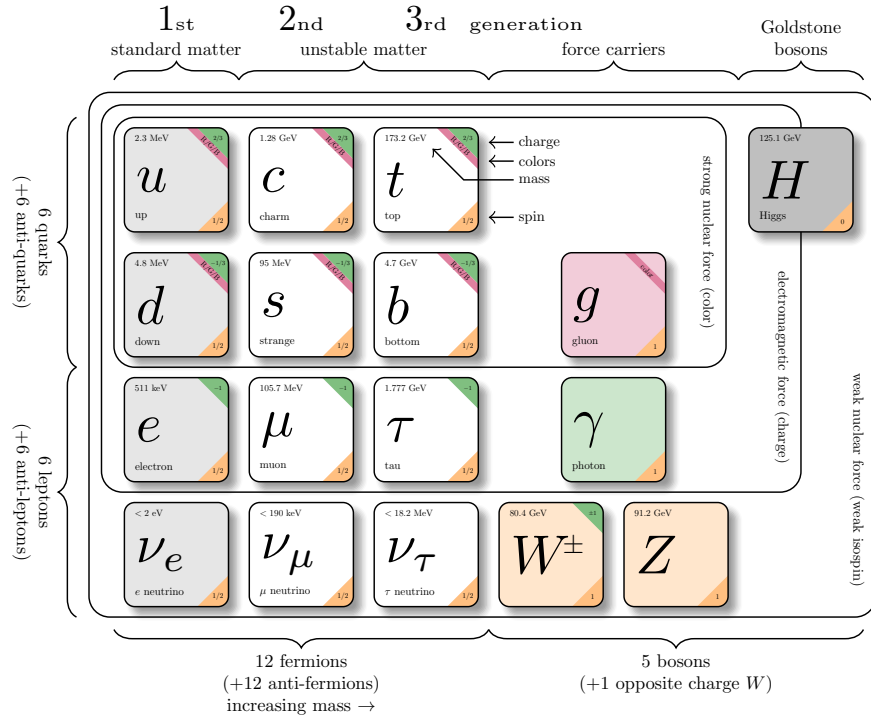 1st 2nd 3rd generation
standard matter
unstable matter
force carriers
Goldstone
bosons
6 quarks
(+6 anti-quarks)
6 leptons
(+6 anti-leptons)
2.3 MeV
2/3
R/G/B
u
up
1/2
1.28 GeV
2/3
R/G/B
c
charm
1/2
173.2 GeV
2/3
R/G/B
t
top
1/2
charge
colors
mass
spin
strong nuclear force (color)
125.1 GeV
H
Higgs
0
4.8 MeV
−1/3
R/G/B
d
down
1/2
95 MeV
−1/3
R/G/B
s
strange
1/2
4.7 GeV
−1/3
R/G/B
b
bottom
1/2
color
g
gluon
1
electromagnetic force (charge)
511 keV
−1
e
electron
1/2
105.7 MeV
−1
μ
muon
1/2
1.777 GeV
−1
τ
tau
1/2
γ
photon
1
weak nuclear force (weak isospin)
< 2 eV
νe
e neutrino
1/2
< 190 keV
νμ
μ neutrino
1/2
< 18.2 MeV
ντ
τ neutrino
1/2
80.4 GeV
±1
W±
1
91.2 GeV
Z
1
12 fermions
(+12 anti-fermions)
increasing mass →
5 bosons
(+1 opposite charge W)